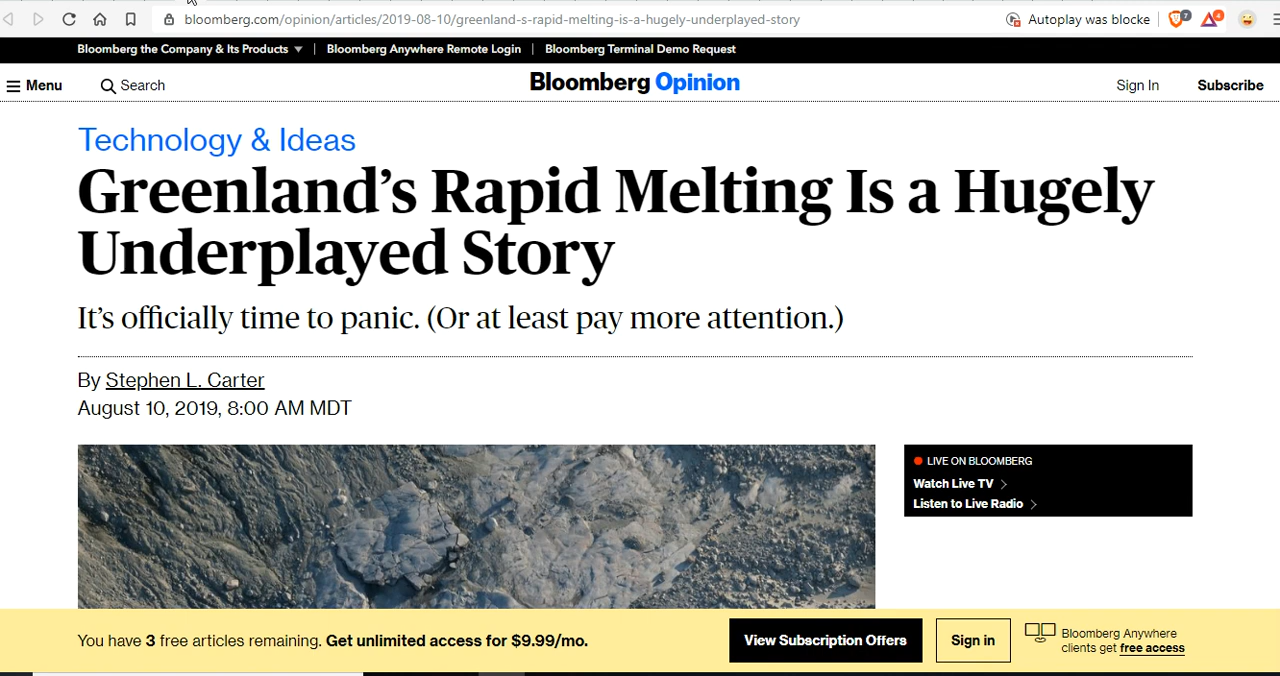 bloomberg.com/opinion/articles/2019-08-10/greenland-s-rapid-melting-is-a-hugely-underplayed-story
Autoplay was blocke
7
4
Bloomberg the Company & Its Products
Bloomberg Anywhere Remote Login
Bloomberg Terminal Demo Request
Menu
Search
Bloomberg Opinion
Sign In
Subscribe
Technology & Ideas
Greenland’s Rapid Melting Is a Hugely
Underplayed Story
It’s officially time to panic. (Or at least pay more attention.)
By Stephen L. Carter
August 10, 2019, 8:00 AM MDT
LIVE ON BLOOMBERG
Watch Live TV
Listen to Live Radio
You have 3 free articles remaining. Get unlimited access for $9.99/mo.
View Subscription Offers
Sign in
Bloomberg Anywhere
clients get free access